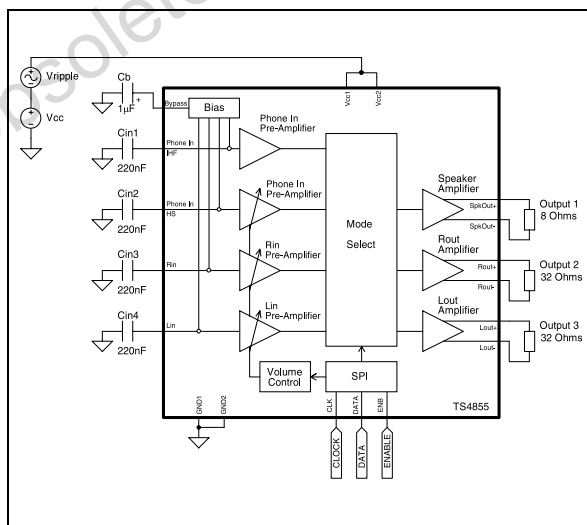 obsolete
Vripple
Vcc
Cb
1µF
+
Bypass
Bias
Vcc1
Vcc2
Cin1
220nF
Phone In
IHF
Phone In
Pre-Amplifier
Cin2
220nF
Phone In
HS
Phone In
Pre-Amplifier
Mode
Select
Speaker
Amplifier
SpkOut+
SpkOut-
Output 1
8 Ohms
Cin3
220nF
Rin
Rin
Pre-Amplifier
Rout
Amplifier
Rout+
Rout-
Output 2
32 Ohms
Cin4
220nF
Lin
Lin
Pre-Amplifier
Lout
Amplifier
Lout+
Lout-
Output 3
32 Ohms
Volume
Control
SPI
GND1
GND2
CLK
DATA
ENB
TS4855
CLOCK
DATA
ENABLE